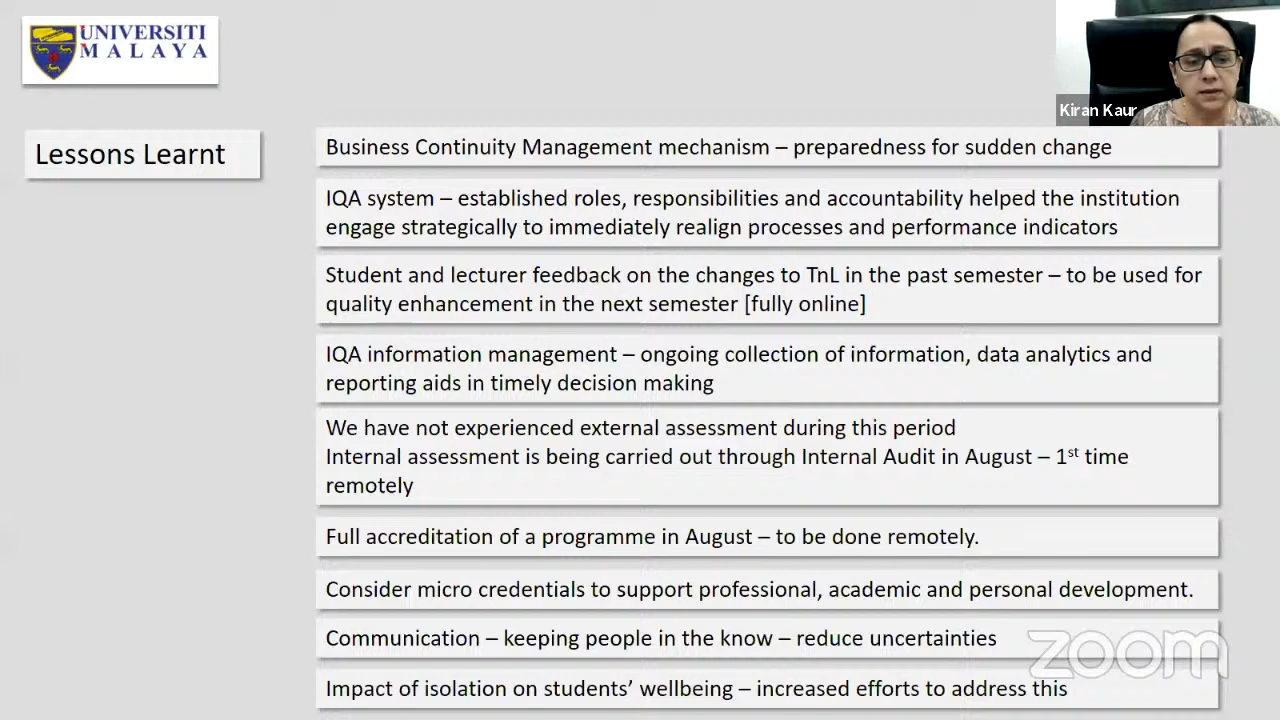 UNIVERSITI
MALAYA
Kiran Kaur
Lessons Learnt
Business Continuity Management mechanism – preparedness for sudden change
IQA system – established roles, responsibilities and accountability helped the institution
engage strategically to immediately realign processes and performance indicators
Student and lecturer feedback on the changes to TnL in the past semester – to be used for
quality enhancement in the next semester [fully online]
IQA information management – ongoing collection of information, data analytics and
reporting aids in timely decision making
We have not experienced external assessment during this period
Internal assessment is being carried out through Internal Audit in August – 1st time
remotely
Full accreditation of a programme in August – to be done remotely.
Consider micro credentials to support professional, academic and personal development.
Communication – keeping people in the know – reduce uncertainties
zoom
Impact of isolation on students’ wellbeing – increased efforts to address this